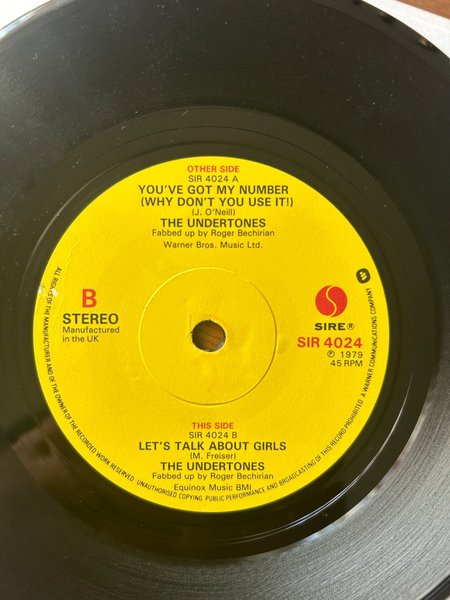 OTHER SIDE
SIR 4024 A
YOU'VE GOT MY NUMBER
(WHY DON'T YOU USE IT!)
(J. O'Neill)
THE UNDERTONES
Fabbed up by Roger Bechirian
Warner Bros. Music Ltd.
B
STEREO
Manufactured
in the UK
S
SIRE®
SIR 4024
℗ 1979
45 RPM
THIS SIDE
SIR 4024 B
LET'S TALK ABOUT GIRLS
(M. Freiser)
THE UNDERTONES
Fabbed up by Roger Bechirian
Equinox Music BMI
ALL RIGHTS OF THE MANUFACTURER AND OF THE OWNER OF THE RECORDED WORK RESERVED. UNAUTHORISED COPYING PUBLIC PERFORMANCE AND BROADCASTING OF THIS RECORD PROHIBITED. A WARNER COMMUNICATIONS COMPANY